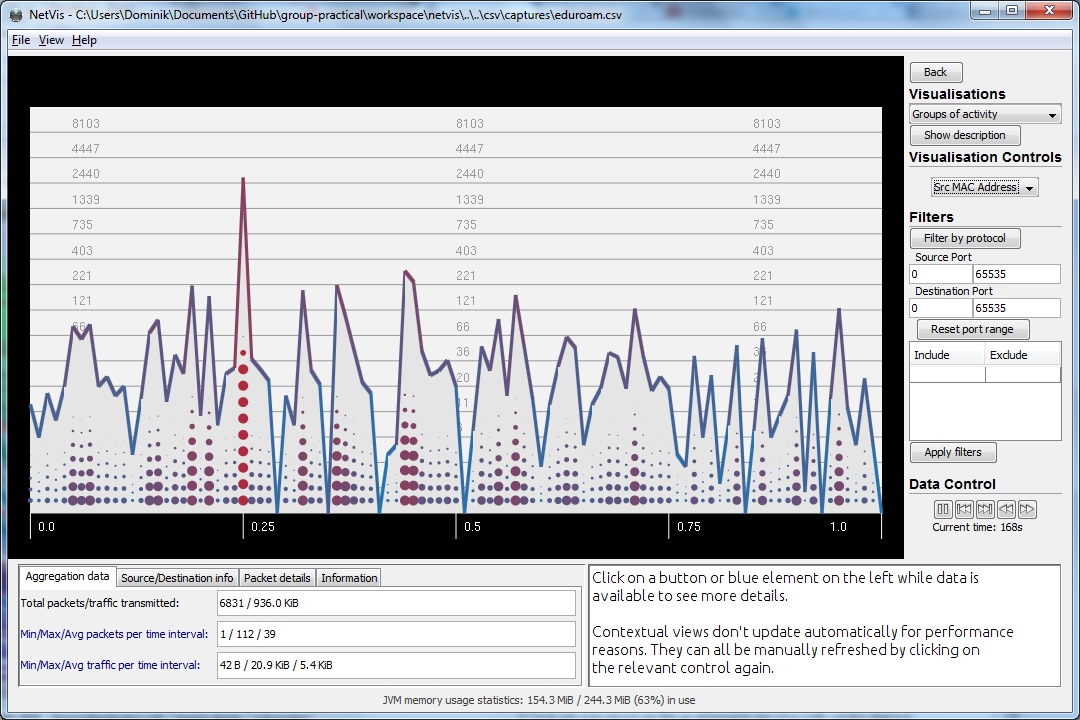 NetVis - C:\Users\Dominik\Documents\GitHub\group-practical\workspace\netvis\..\..\csv\captures\eduroam.csv
File View Help
Back
Visualisations
Groups of activity
Show description
Visualisation Controls
Src MAC Address
Filters
Filter by protocol
Source Port
0 65535
Destination Port
0 65535
Reset port range
Include Exclude
Apply filters
Data Control
Current time: 168s
8103 8103 8103
4447 4447 4447
2440 2440 2440
1339 1339 1339
735 735 735
403 403 403
221 221 221
121 121 121
66 66 66
36 36
20
11
0.0 0.25 0.5 0.75 1.0
Aggregation data Source/Destination info Packet details Information
Total packets/traffic transmitted: 6831 / 936.0 KiB
Min/Max/Avg packets per time interval: 1 / 112 / 39
Min/Max/Avg traffic per time interval: 42 B / 20.9 KiB / 5.4 KiB
Click on a button or blue element on the left while data is
available to see more details.
Contextual views don't update automatically for performance
reasons. They can all be manually refreshed by clicking on
the relevant control again.
JVM memory usage statistics: 154.3 MiB / 244.3 MiB (63%) in use